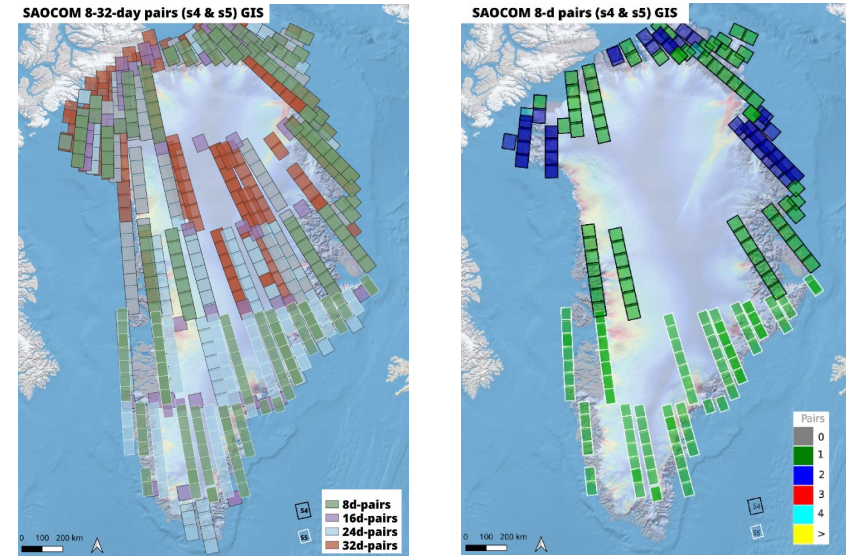 SAOCOM 8-32-day pairs (s4 & s5) GIS
8d-pairs
16d-pairs
24d-pairs
32d-pairs
S4
S5
0 100 200 km
SAOCOM 8-d pairs (s4 & s5) GIS
Pairs
0
1
2
3
4
>
S4
S5
0 100 200 km